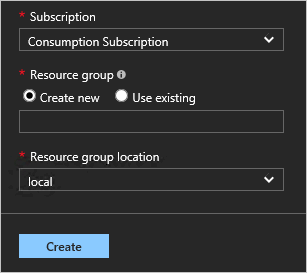 * Subscription
Consumption Subscription
* Resource group
Create new Use existing
* Resource group location
local
Create